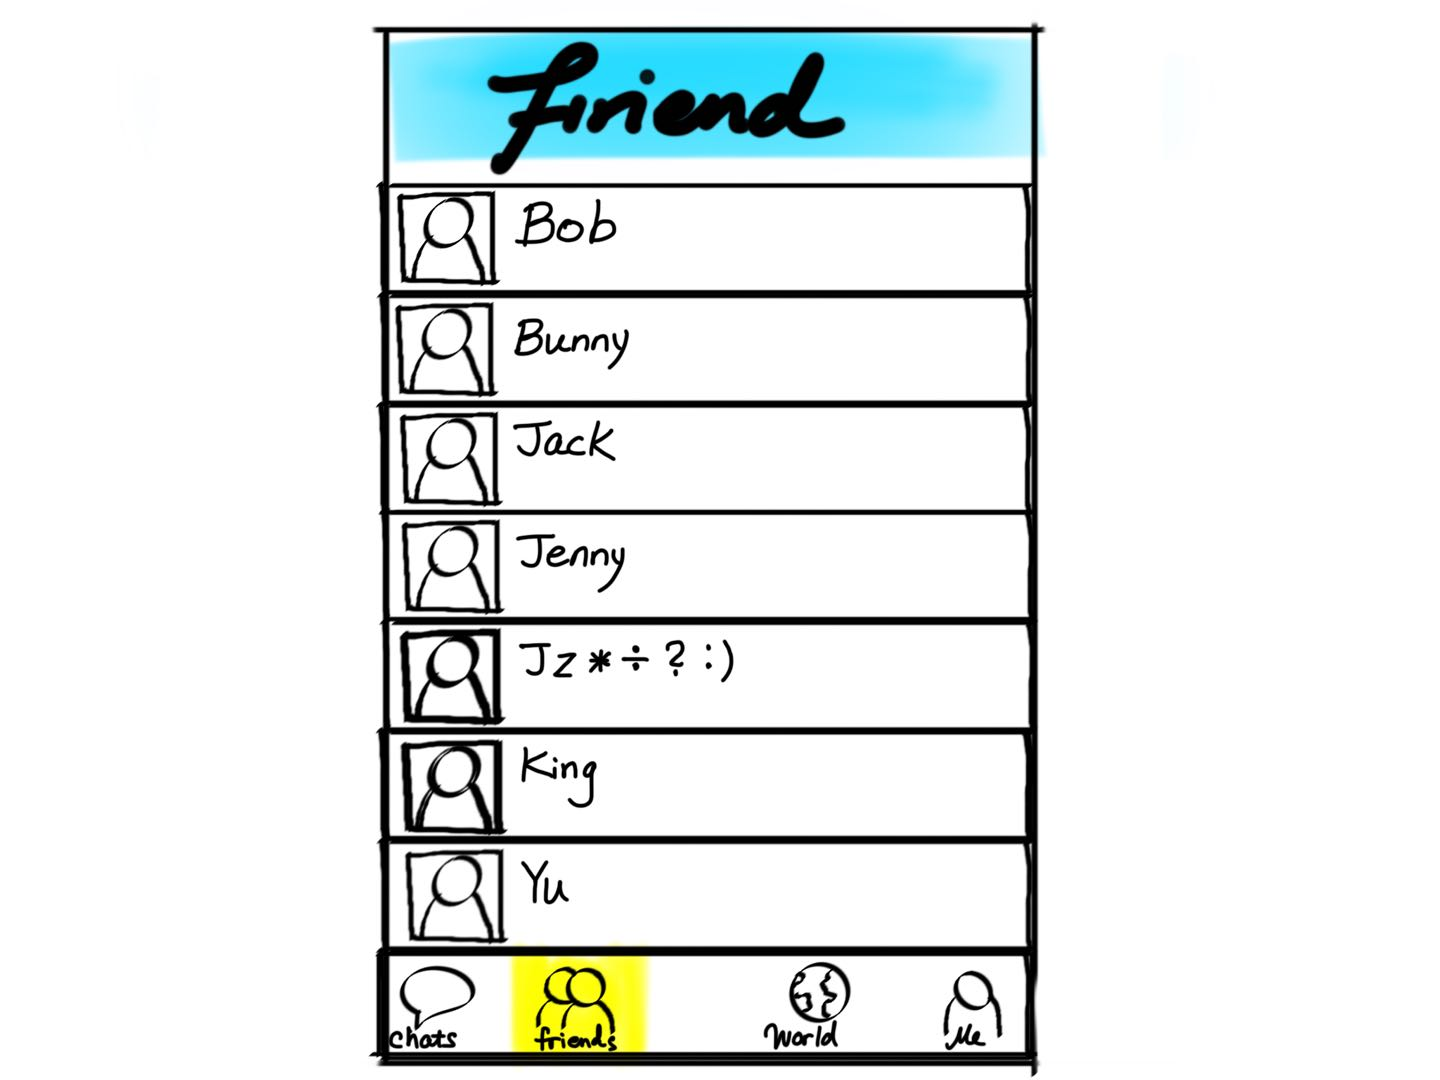 Friend
Bob
Bunny
Jack
Jenny
Jz*÷?:)
King
Yu
chats friends World Me